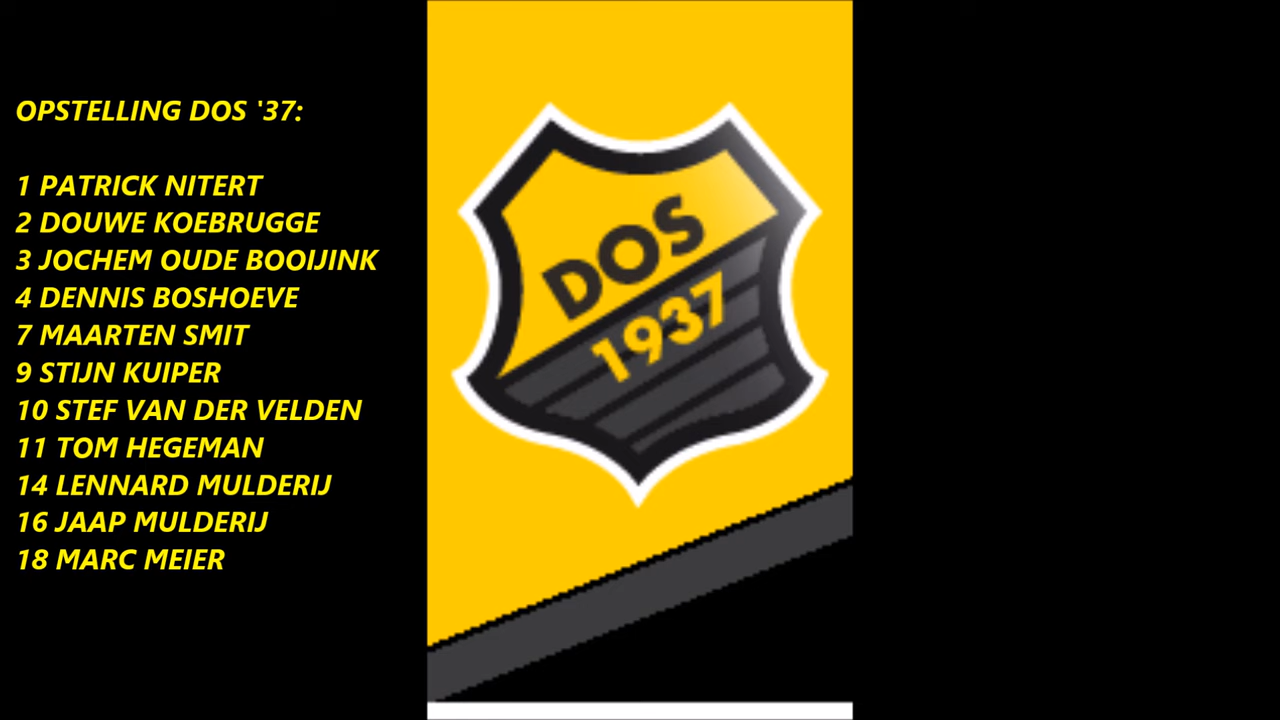 OPSTELLING DOS '37:
1 PATRICK NITERT
2 DOUWE KOEBRUGGE
3 JOCHEM OUDE BOOIJINK
4 DENNIS BOSHOEVE
7 MAARTEN SMIT
9 STIJN KUIPER
10 STEF VAN DER VELDEN
11 TOM HEGEMAN
14 LENNARD MULDERIJ
16 JAAP MULDERIJ
18 MARC MEIER
DOS
1937